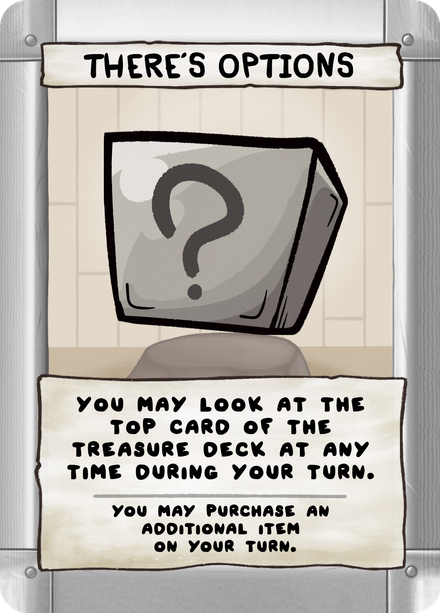 THERE'S OPTIONS
?
YOU MAY LOOK AT THE
TOP CARD OF THE
TREASURE DECK AT ANY
TIME DURING YOUR TURN.
YOU MAY PURCHASE AN
ADDITIONAL ITEM
ON YOUR TURN.